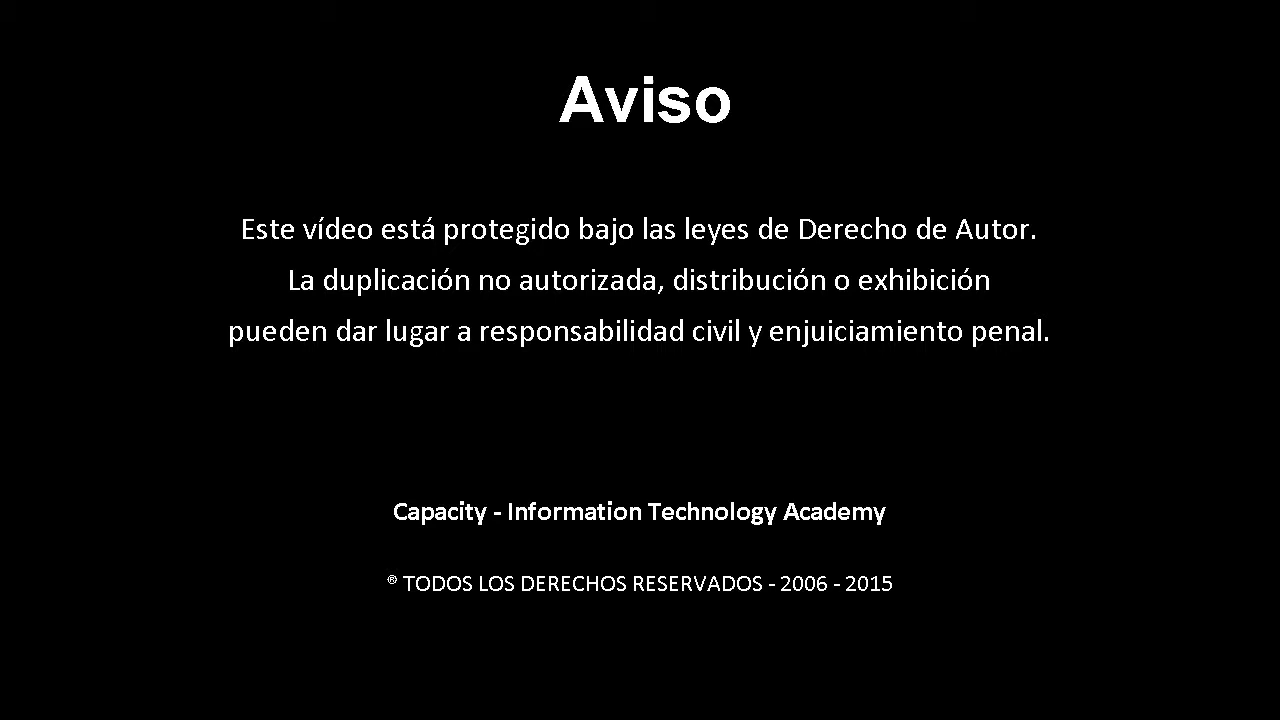 Aviso
Este vídeo está protegido bajo las leyes de Derecho de Autor.
La duplicación no autorizada, distribución o exhibición
pueden dar lugar a responsabilidad civil y enjuiciamiento penal.
Capacity - Information Technology Academy
® TODOS LOS DERECHOS RESERVADOS - 2006 - 2015